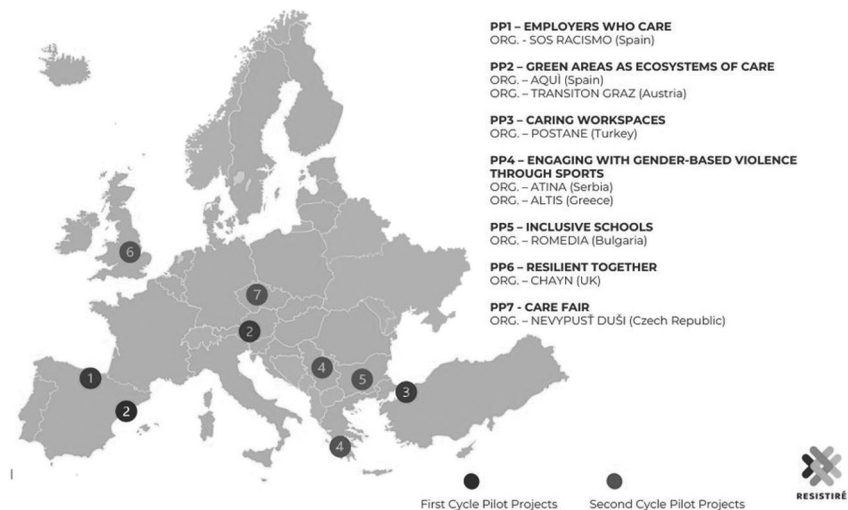 PP1 – EMPLOYERS WHO CARE
ORG. - SOS RACISMO (Spain)
PP2 – GREEN AREAS AS ECOSYSTEMS OF CARE
ORG. – AQUÌ (Spain)
ORG. – TRANSITON GRAZ (Austria)
PP3 – CARING WORKSPACES
ORG. – POSTANE (Turkey)
PP4 – ENGAGING WITH GENDER-BASED VIOLENCE
THROUGH SPORTS
ORG. – ATINA (Serbia)
ORG. – ALTIS (Greece)
PP5 – INCLUSIVE SCHOOLS
ORG. – ROMEDIA (Bulgaria)
PP6 – RESILIENT TOGETHER
ORG. – CHAYN (UK)
PP7 - CARE FAIR
ORG. – NEVYPUSŤ DUŠI (Czech Republic)
6
7
2
4
5
1
3
2
4
First Cycle Pilot Projects
Second Cycle Pilot Projects
RESISTIRÉ